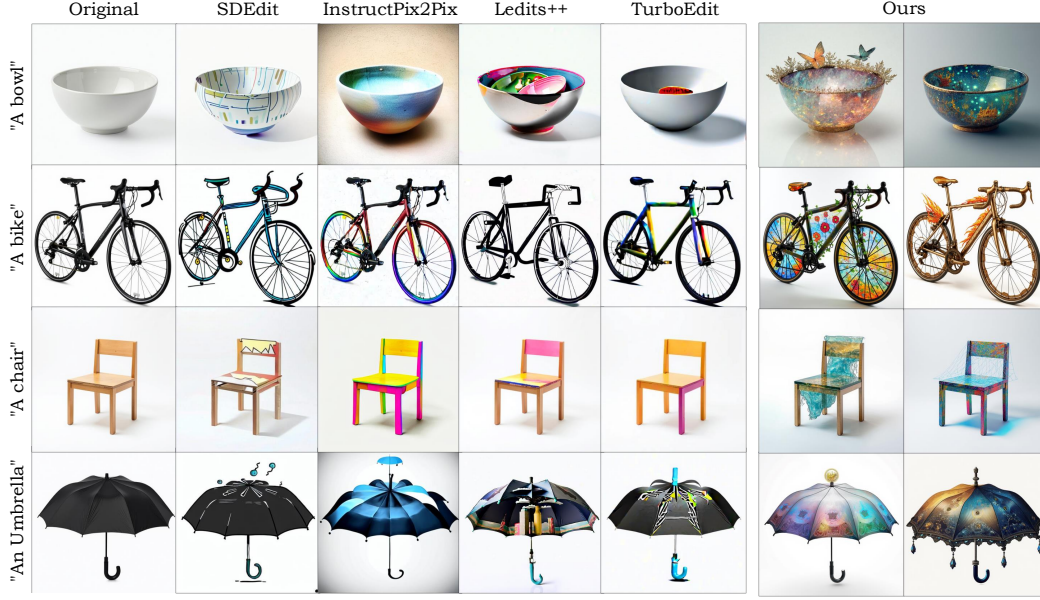 Original SDEdit InstructPix2Pix Ledits++ TurboEdit Ours
"A bowl"
"A bike"
"A chair"
"An Umbrella"